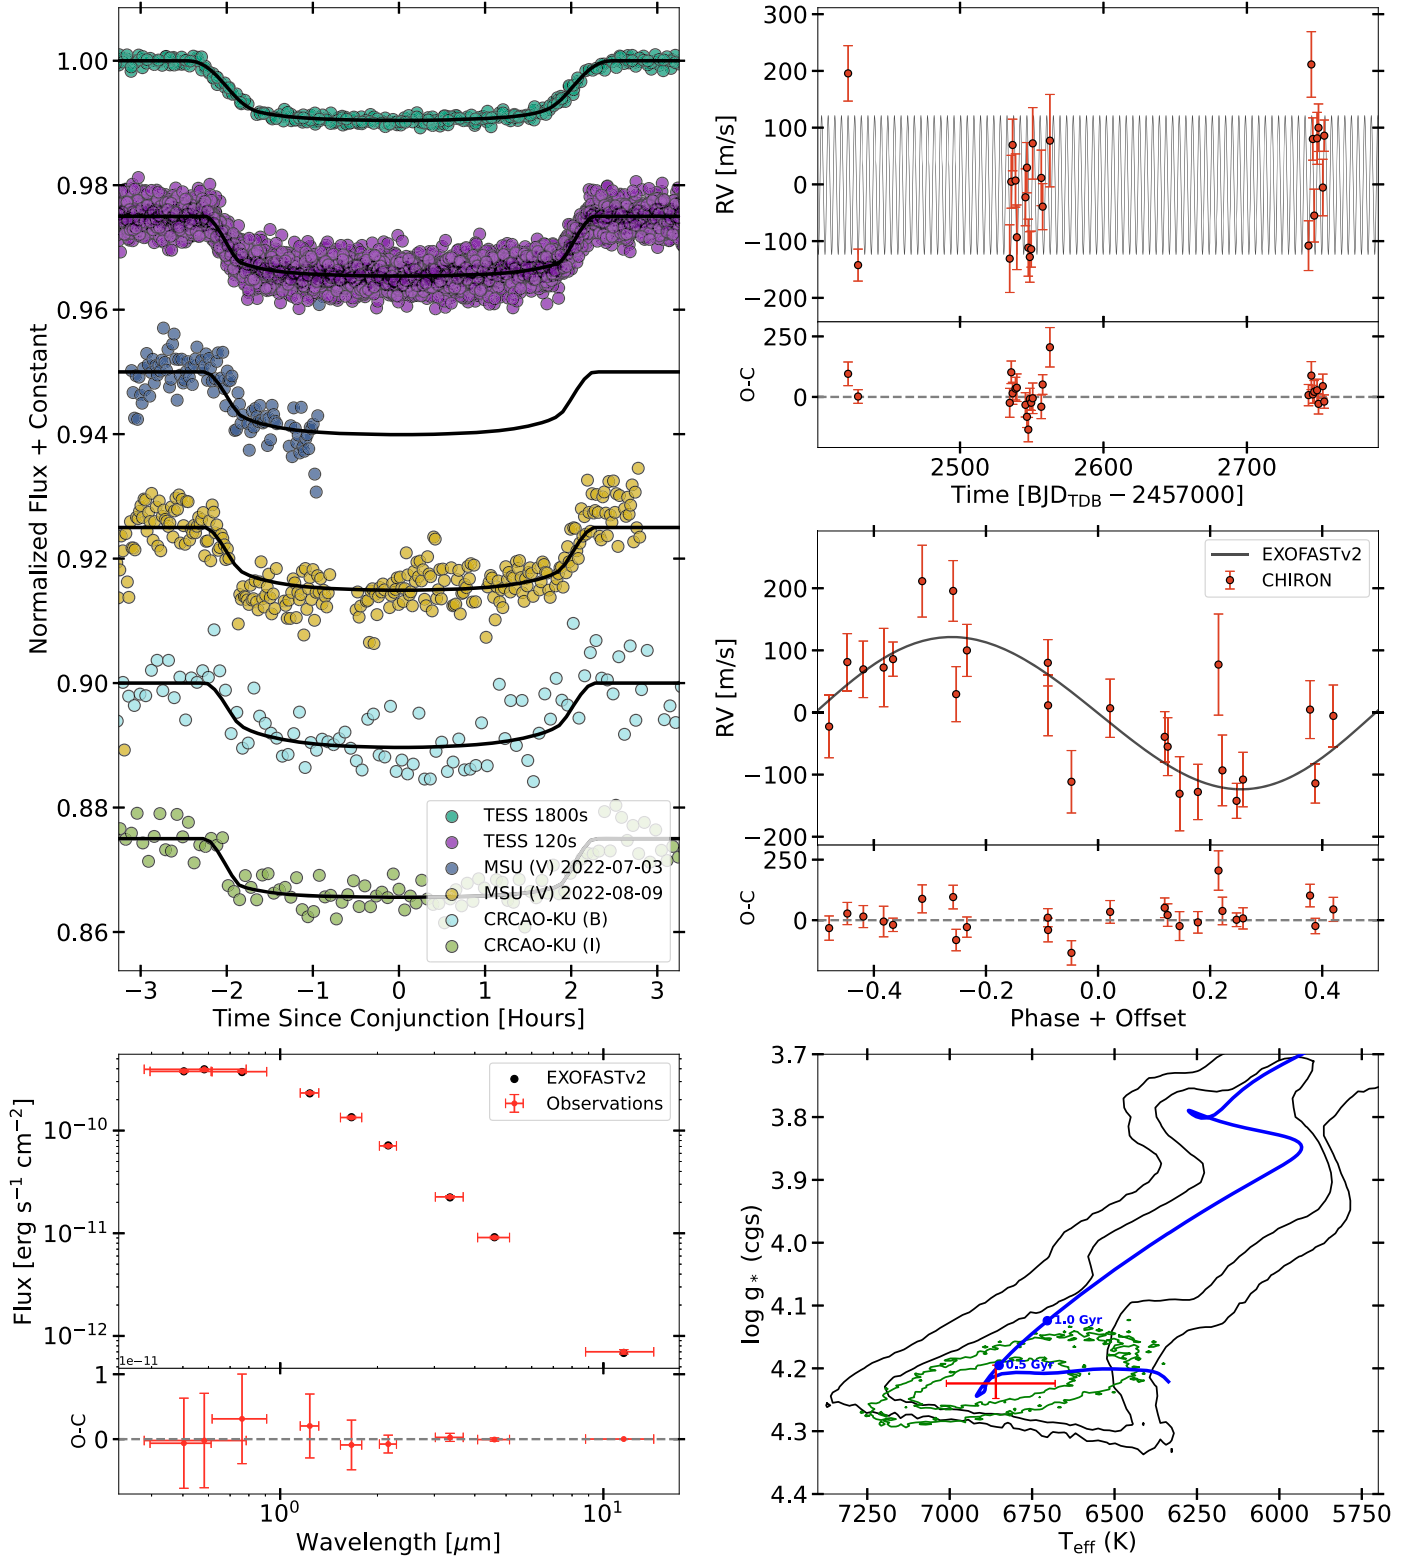 1.00
0.98
0.96
0.94
0.92
0.90
0.88
0.86
Normalized Flux + Constant
TESS 1800s
TESS 120s
MSU (V) 2022-07-03
MSU (V) 2022-08-09
CRCAO-KU (B)
CRCAO-KU (I)
−3 −2 −1 0 1 2 3
Time Since Conjunction [Hours]
300
200
100
0
−100
−200
RV [m/s]
250
0
O-C
2500 2600 2700
Time [BJD_TDB − 2457000]
EXOFASTv2
CHIRON
200
100
0
−100
−200
RV [m/s]
250
0
O-C
−0.4 −0.2 0.0 0.2 0.4
Phase + Offset
EXOFASTv2
Observations
10⁻¹⁰
10⁻¹¹
10⁻¹²
Flux [erg s⁻¹ cm⁻²]
1e−11
1
0
O-C
10⁰ 10¹
Wavelength [μm]
3.7
3.8
3.9
4.0
4.1
4.2
4.3
4.4
log g* (cgs)
1.0 Gyr
0.5 Gyr
7250 7000 6750 6500 6250 6000 5750
T_eff (K)